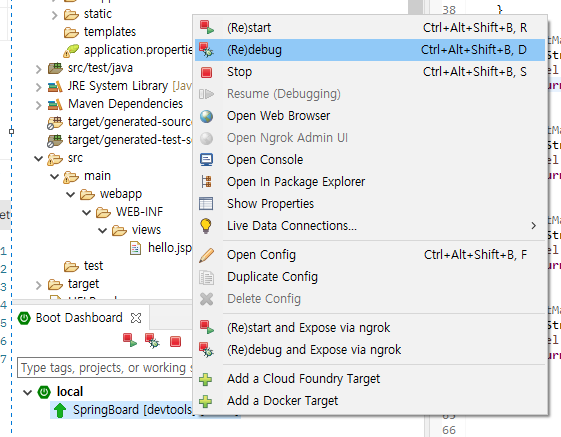 static
templates
application.propertie
src/test/java
JRE System Library [Jav
Maven Dependencies
target/generated-sourc
target/generated-test-s
src
main
webapp
WEB-INF
views
hello.jsp
test
target
Boot Dashboard
Type tags, projects, or working s
local
SpringBoard [devtools]
(Re)start Ctrl+Alt+Shift+B, R
(Re)debug Ctrl+Alt+Shift+B, D
Stop Ctrl+Alt+Shift+B, S
Resume (Debugging)
Open Web Browser
Open Ngrok Admin UI
Open Console
Open In Package Explorer
Show Properties
Live Data Connections...
Open Config Ctrl+Alt+Shift+B, F
Duplicate Config
Delete Config
(Re)start and Expose via ngrok
(Re)debug and Expose via ngrok
Add a Cloud Foundry Target
Add a Docker Target
38 }
65
66